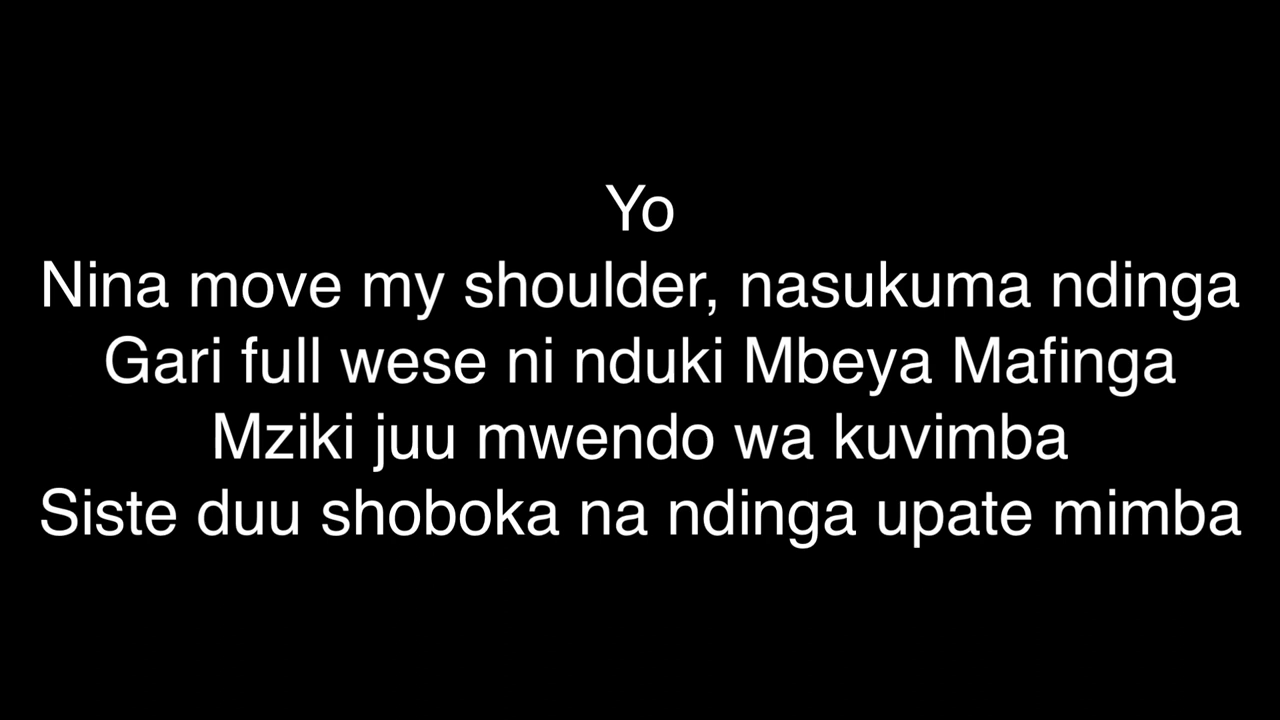 Yo
Nina move my shoulder, nasukuma ndinga
Gari full wese ni nduki Mbeya Mafinga
Mziki juu mwendo wa kuvimba
Siste duu shoboka na ndinga upate mimba